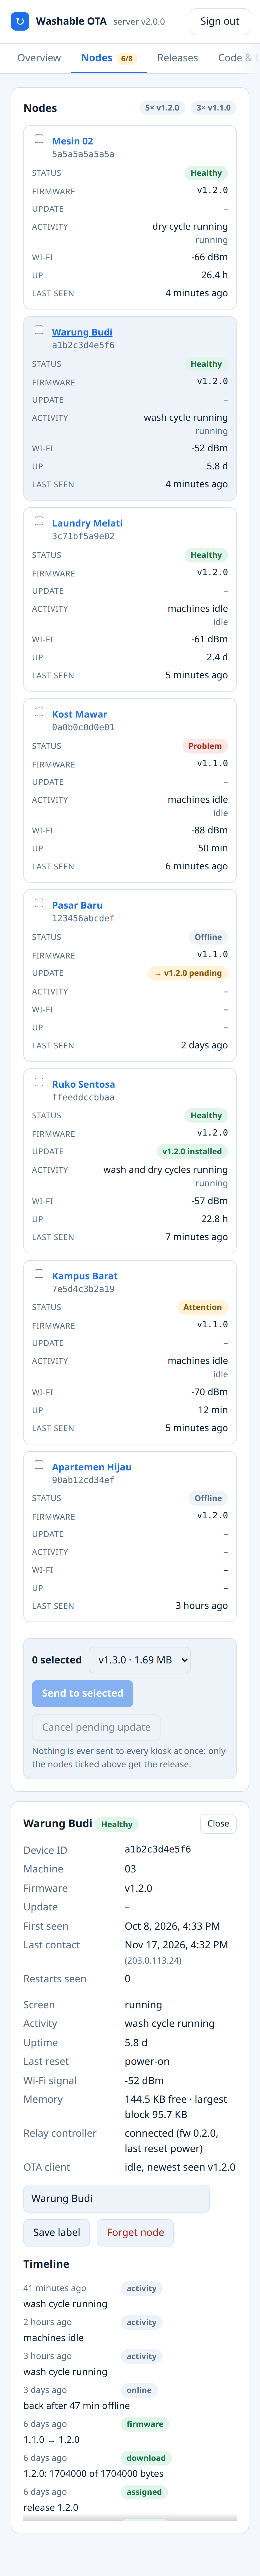 Washable OTA server v2.0.0 Sign out
Overview Nodes 6/8 Releases Code &
Nodes 5× v1.2.0 3× v1.1.0
Mesin 02
5a5a5a5a5a5a
STATUS Healthy
FIRMWARE v1.2.0
UPDATE –
ACTIVITY dry cycle running
running
WI-FI -66 dBm
UP 26.4 h
LAST SEEN 4 minutes ago
Warung Budi
a1b2c3d4e5f6
STATUS Healthy
FIRMWARE v1.2.0
UPDATE –
ACTIVITY wash cycle running
running
WI-FI -52 dBm
UP 5.8 d
LAST SEEN 4 minutes ago
Laundry Melati
3c71bf5a9e02
STATUS Healthy
FIRMWARE v1.2.0
UPDATE –
ACTIVITY machines idle
idle
WI-FI -61 dBm
UP 2.4 d
LAST SEEN 5 minutes ago
Kost Mawar
0a0b0c0d0e01
STATUS Problem
FIRMWARE v1.1.0
UPDATE –
ACTIVITY machines idle
idle
WI-FI -88 dBm
UP 50 min
LAST SEEN 6 minutes ago
Pasar Baru
123456abcdef
STATUS Offline
FIRMWARE v1.1.0
UPDATE → v1.2.0 pending
ACTIVITY –
WI-FI –
UP –
LAST SEEN 2 days ago
Ruko Sentosa
ffeeddccbbaa
STATUS Healthy
FIRMWARE v1.2.0
UPDATE v1.2.0 installed
ACTIVITY wash and dry cycles running
running
WI-FI -57 dBm
UP 22.8 h
LAST SEEN 7 minutes ago
Kampus Barat
7e5d4c3b2a19
STATUS Attention
FIRMWARE v1.1.0
UPDATE –
ACTIVITY machines idle
idle
WI-FI -70 dBm
UP 12 min
LAST SEEN 5 minutes ago
Apartemen Hijau
90ab12cd34ef
STATUS Offline
FIRMWARE v1.2.0
UPDATE –
ACTIVITY –
WI-FI –
UP –
LAST SEEN 3 hours ago
0 selected v1.3.0 · 1.69 MB
Send to selected
Cancel pending update
Nothing is ever sent to every kiosk at once: only
the nodes ticked above get the release.
Warung Budi Healthy Close
Device ID a1b2c3d4e5f6
Machine 03
Firmware v1.2.0
Update –
First seen Oct 8, 2026, 4:33 PM
Last contact Nov 17, 2026, 4:32 PM
(203.0.113.24)
Restarts seen 0
Screen running
Activity wash cycle running
Uptime 5.8 d
Last reset power-on
Wi-Fi signal -52 dBm
Memory 144.5 KB free · largest
block 95.7 KB
Relay controller connected (fw 0.2.0,
last reset power)
OTA client idle, newest seen v1.2.0
Warung Budi
Save label Forget node
Timeline
41 minutes ago activity
wash cycle running
2 hours ago activity
machines idle
3 hours ago activity
wash cycle running
3 days ago online
back after 47 min offline
6 days ago firmware
1.1.0 → 1.2.0
6 days ago download
1.2.0: 1704000 of 1704000 bytes
6 days ago assigned
release 1.2.0